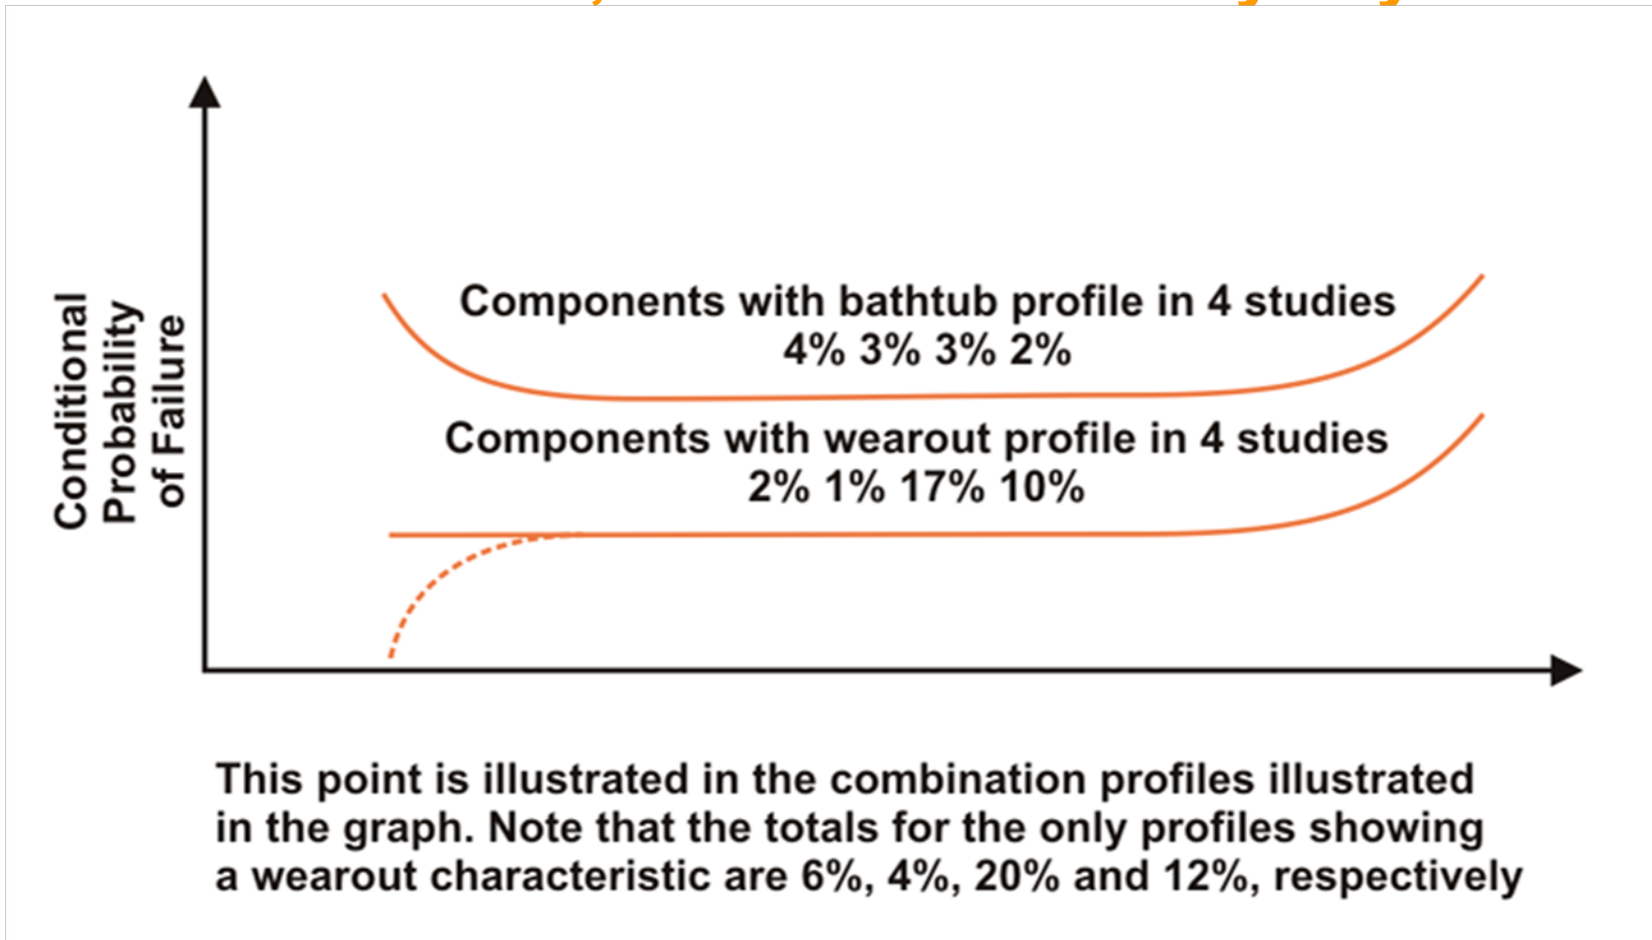 Conditional
Probability
of Failure
Components with bathtub profile in 4 studies
4% 3% 3% 2%
Components with wearout profile in 4 studies
2% 1% 17% 10%
This point is illustrated in the combination profiles illustrated
in the graph. Note that the totals for the only profiles showing
a wearout characteristic are 6%, 4%, 20% and 12%, respectively